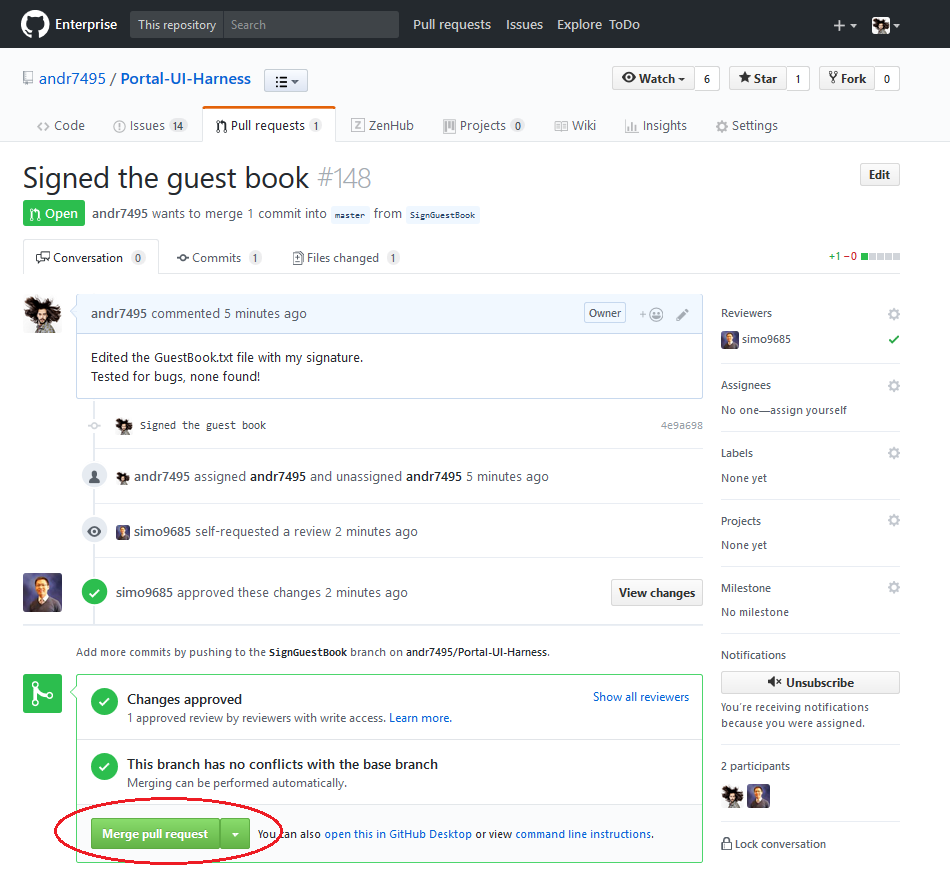 Enterprise This repository Search Pull requests Issues Explore ToDo
andr7495 / Portal-UI-Harness Watch 6 Star 1 Fork 0
Code Issues 14 Pull requests 1 ZenHub Projects 0 Wiki Insights Settings
Signed the guest book #148 Edit
Open andr7495 wants to merge 1 commit into master from SignGuestBook
Conversation 0 Commits 1 Files changed 1 +1 −0
andr7495 commented 5 minutes ago Owner
Edited the GuestBook.txt file with my signature.
Tested for bugs, none found!
Signed the guest book 4e9a698
andr7495 assigned andr7495 and unassigned andr7495 5 minutes ago
simo9685 self-requested a review 2 minutes ago
simo9685 approved these changes 2 minutes ago View changes
Add more commits by pushing to the SignGuestBook branch on andr7495/Portal-UI-Harness.
Changes approved Show all reviewers
1 approved review by reviewers with write access. Learn more.
This branch has no conflicts with the base branch
Merging can be performed automatically.
Merge pull request You can also open this in GitHub Desktop or view command line instructions.
Reviewers
simo9685
Assignees
No one—assign yourself
Labels
None yet
Projects
None yet
Milestone
No milestone
Notifications
Unsubscribe
You're receiving notifications
because you were assigned.
2 participants
Lock conversation